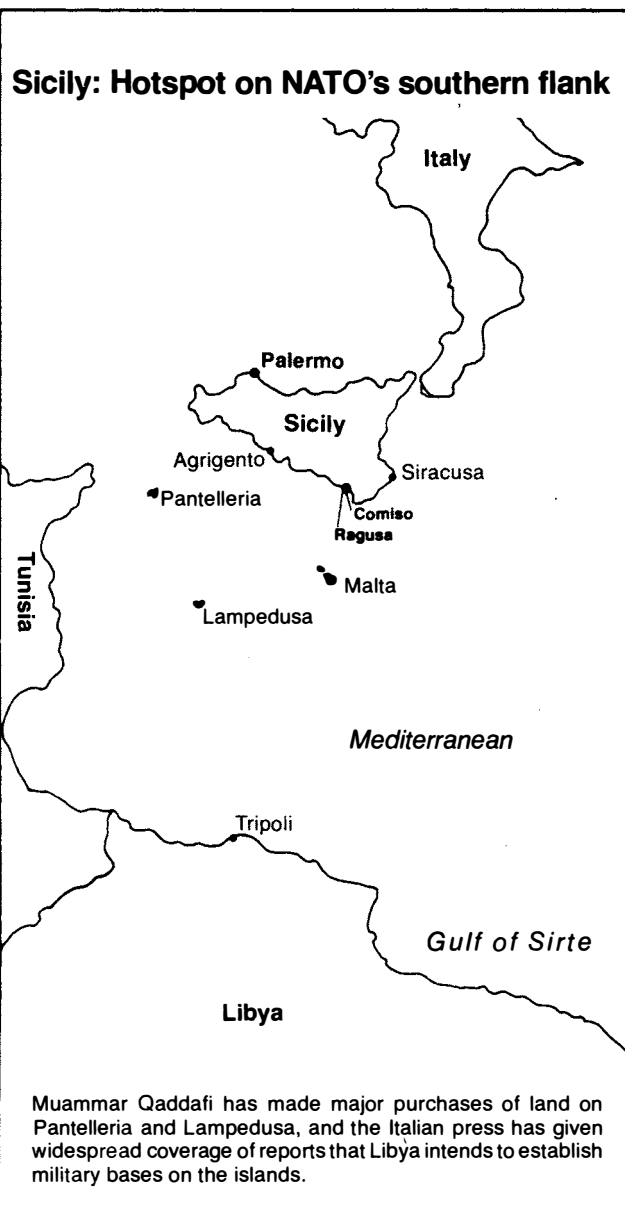 Sicily: Hotspot on NATO's southern flank
Italy
Palermo
Sicily
Agrigento
Siracusa
Pantelleria
Comiso
Ragusa
Tunisia
Malta
Lampedusa
Mediterranean
Tripoli
Gulf of Sirte
Libya
Muammar Qaddafi has made major purchases of land on
Pantelleria and Lampedusa, and the Italian press has given
widespread coverage of reports that Libya intends to establish
military bases on the islands.